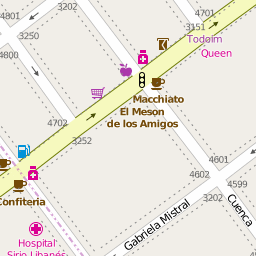 4801
3202
3250
4800
4701
3151
Todoim
Queen
Macchiato
El Meson
de los Amigos
4702
3252
4601
4602
4599
3202
Cuenca
Gabriela Mistral
Confiteria
Hospital
Sirio Libanés